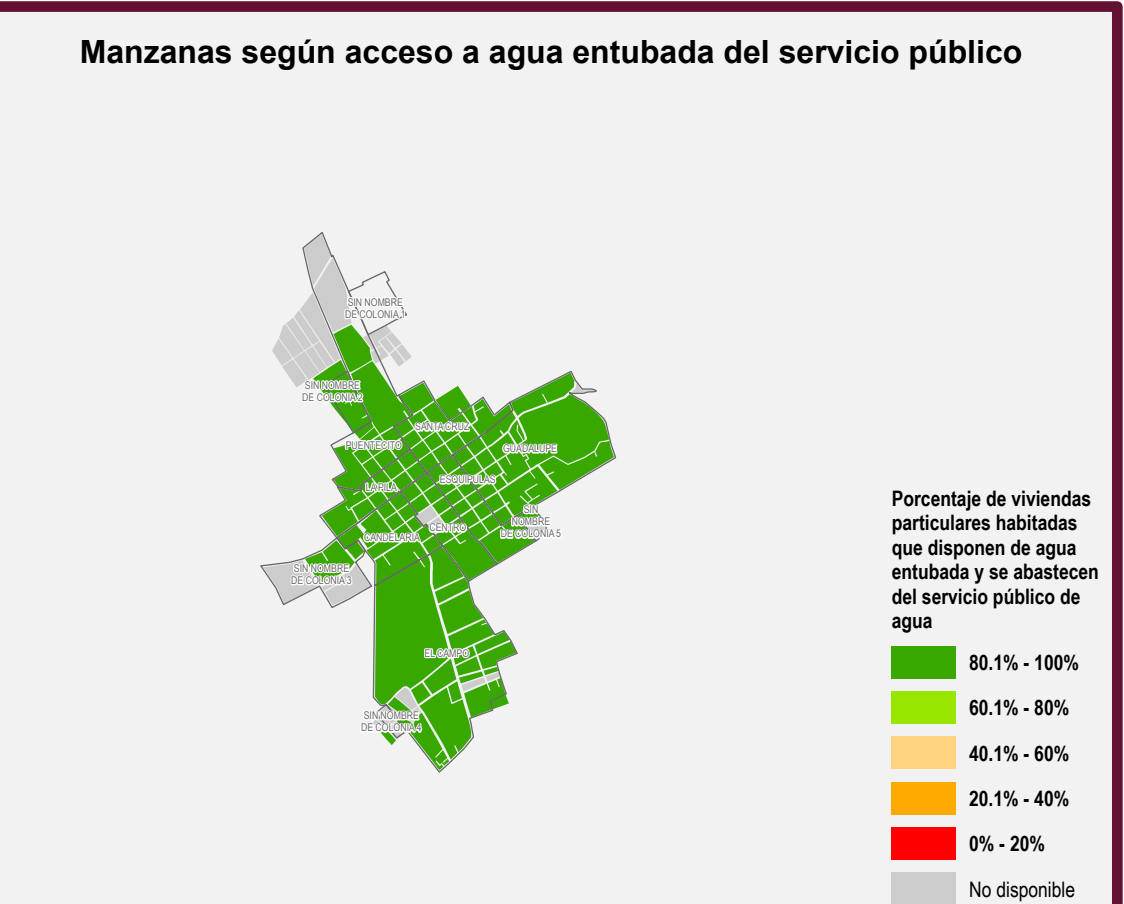 Manzanas según acceso a agua entubada del servicio público
SIN NOMBRE
DE COLONIA 1
SIN NOMBRE
DE COLONIA 2
SANTA CRUZ
PUENTECITO
GUADALUPE
ESQUIPULAS
LA PILA
SIN
NOMBRE
DE COLONIA 5
CENTRO
CANDELARIA
SIN NOMBRE
DE COLONIA 3
EL CAMPO
SIN NOMBRE
DE COLONIA 4
Porcentaje de viviendas
particulares habitadas
que disponen de agua
entubada y se abastecen
del servicio público de
agua
80.1% - 100%
60.1% - 80%
40.1% - 60%
20.1% - 40%
0% - 20%
No disponible